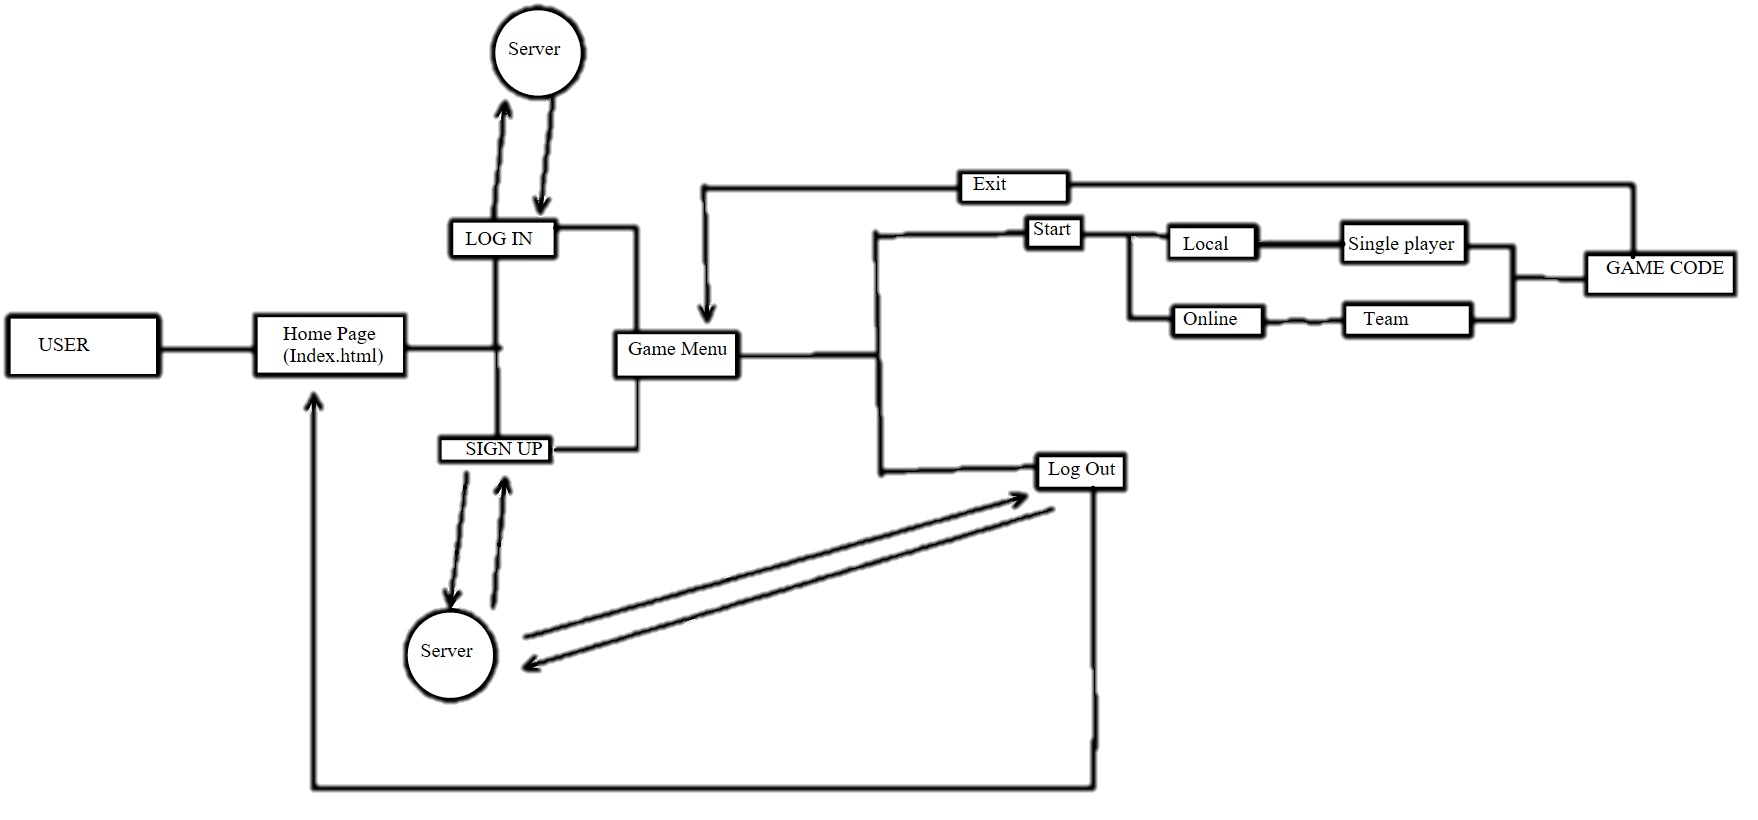 Server
Exit
Start
LOG IN
Local
Single player
GAME CODE
Online
Team
USER
Home Page
(Index.html)
Game Menu
SIGN UP
Log Out
Server